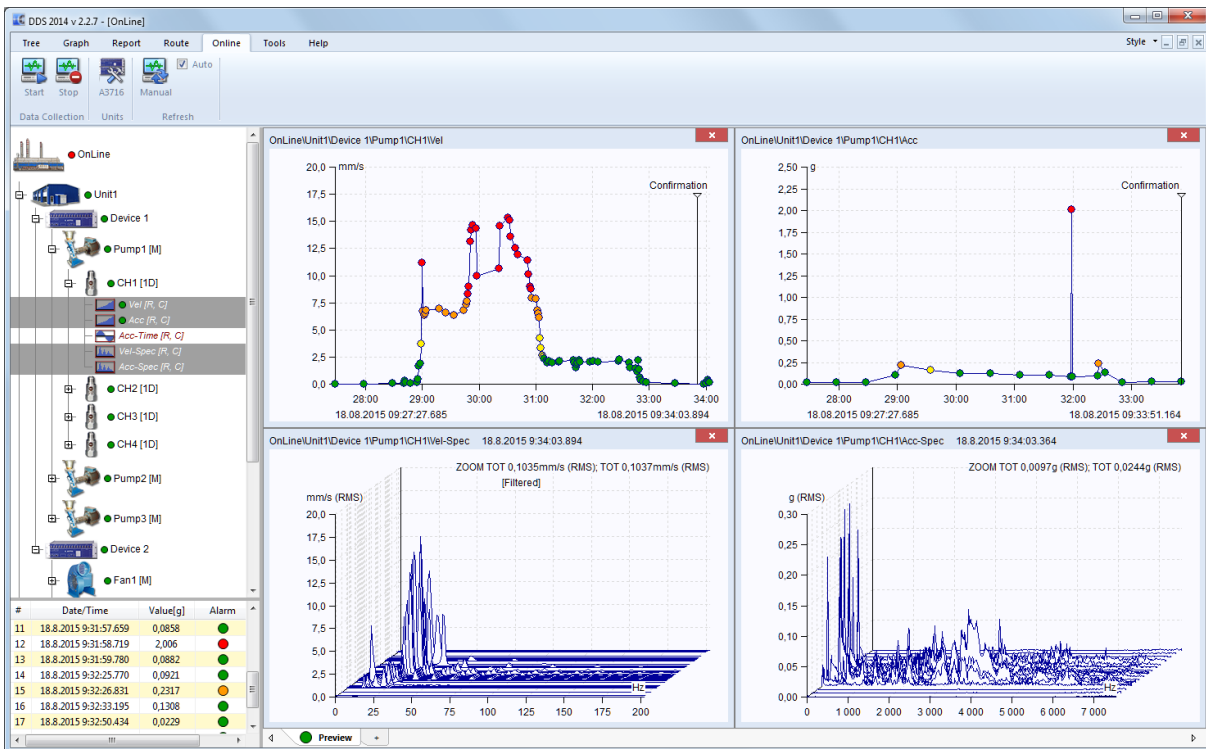 DDS 2014 v 2.2.7 - [OnLine]
Tree Graph Report Route Online Tools Help Style
Start Stop A3716 Manual Auto
Data Collection Units Refresh
OnLine
Unit1
Device 1
Pump1 [M]
CH1 [1D]
Vel [R, C]
Acc [R, C]
Acc-Time [R, C]
Vel-Spec [R, C]
Acc-Spec [R, C]
CH2 [1D]
CH3 [1D]
CH4 [1D]
Pump2 [M]
Pump3 [M]
Device 2
Fan1 [M]
# Date/Time Value[g] Alarm
11 18.8.2015 9:31:57.659 0,0858
12 18.8.2015 9:31:58.719 2,006
13 18.8.2015 9:31:59.780 0,0882
14 18.8.2015 9:32:25.770 0,0921
15 18.8.2015 9:32:26.831 0,2317
16 18.8.2015 9:32:33.195 0,1308
17 18.8.2015 9:32:50.434 0,0229
OnLine\Unit1\Device 1\Pump1\CH1\Vel
20,0 mm/s
Confirmation
17,5
15,0
12,5
10,0
7,5
5,0
2,5
0,0
28:00 29:00 30:00 31:00 32:00 33:00 34:00
18.08.2015 09:27:27.685 18.08.2015 09:34:03.894
OnLine\Unit1\Device 1\Pump1\CH1\Acc
2,50 g
2,25
Confirmation
2,00
1,75
1,50
1,25
1,00
0,75
0,50
0,25
0,00
28:00 29:00 30:00 31:00 32:00 33:00
18.08.2015 09:27:27.685 18.08.2015 09:33:51.164
OnLine\Unit1\Device 1\Pump1\CH1\Vel-Spec 18.8.2015 9:34:03.894
ZOOM TOT 0,1035mm/s (RMS); TOT 0,1037mm/s (RMS)
[Filtered]
mm/s (RMS)
20,0
17,5
15,0
12,5
10,0
7,5
5,0
2,5
0,0
Hz
0 25 50 75 100 125 150 175 200
OnLine\Unit1\Device 1\Pump1\CH1\Acc-Spec 18.8.2015 9:34:03.364
ZOOM TOT 0,0097g (RMS); TOT 0,0244g (RMS)
g (RMS)
0,30
0,25
0,20
0,15
0,10
0,05
0,00
Hz
0 1 000 2 000 3 000 4 000 5 000 6 000 7 000
Preview +